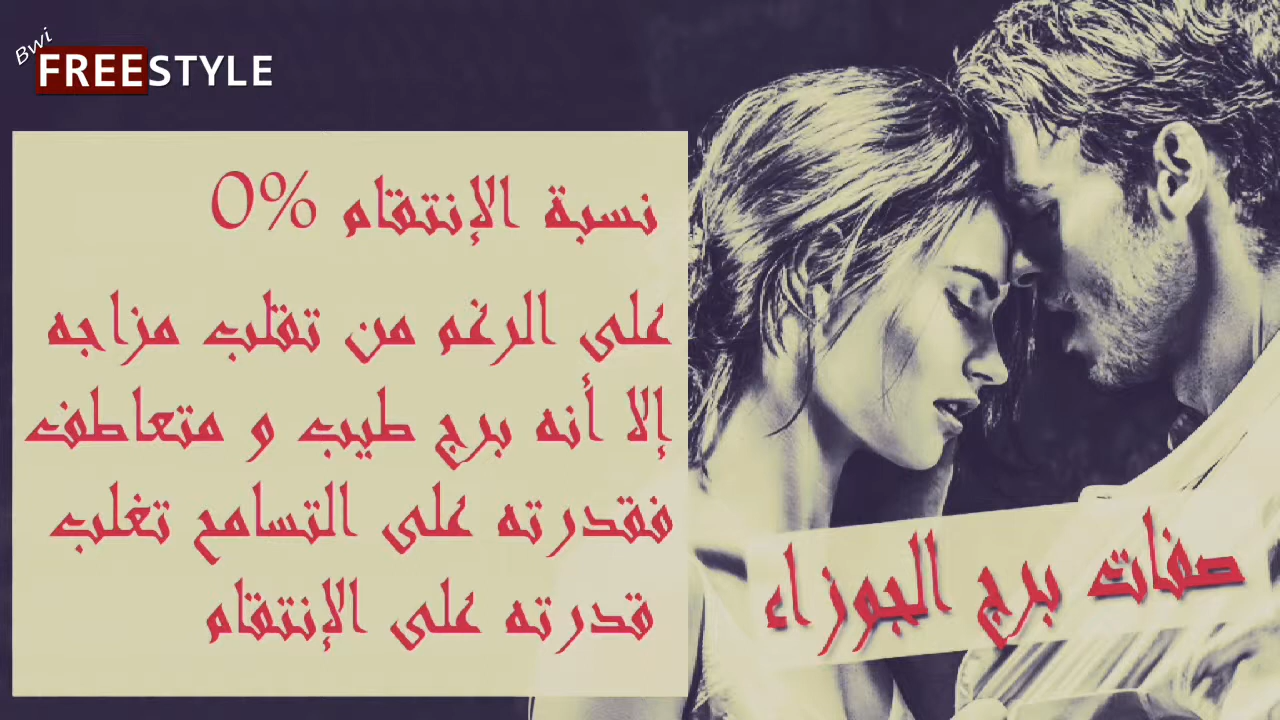 Bwi
FREESTYLE
نسبة الإنتقام 0%
على الرغم من تقلب مزاجه
إلا أنه برج طيب و متعاطف
فقدرته على التسامح تغلب
قدرته على الإنتقام
صفات برج الجوزاء